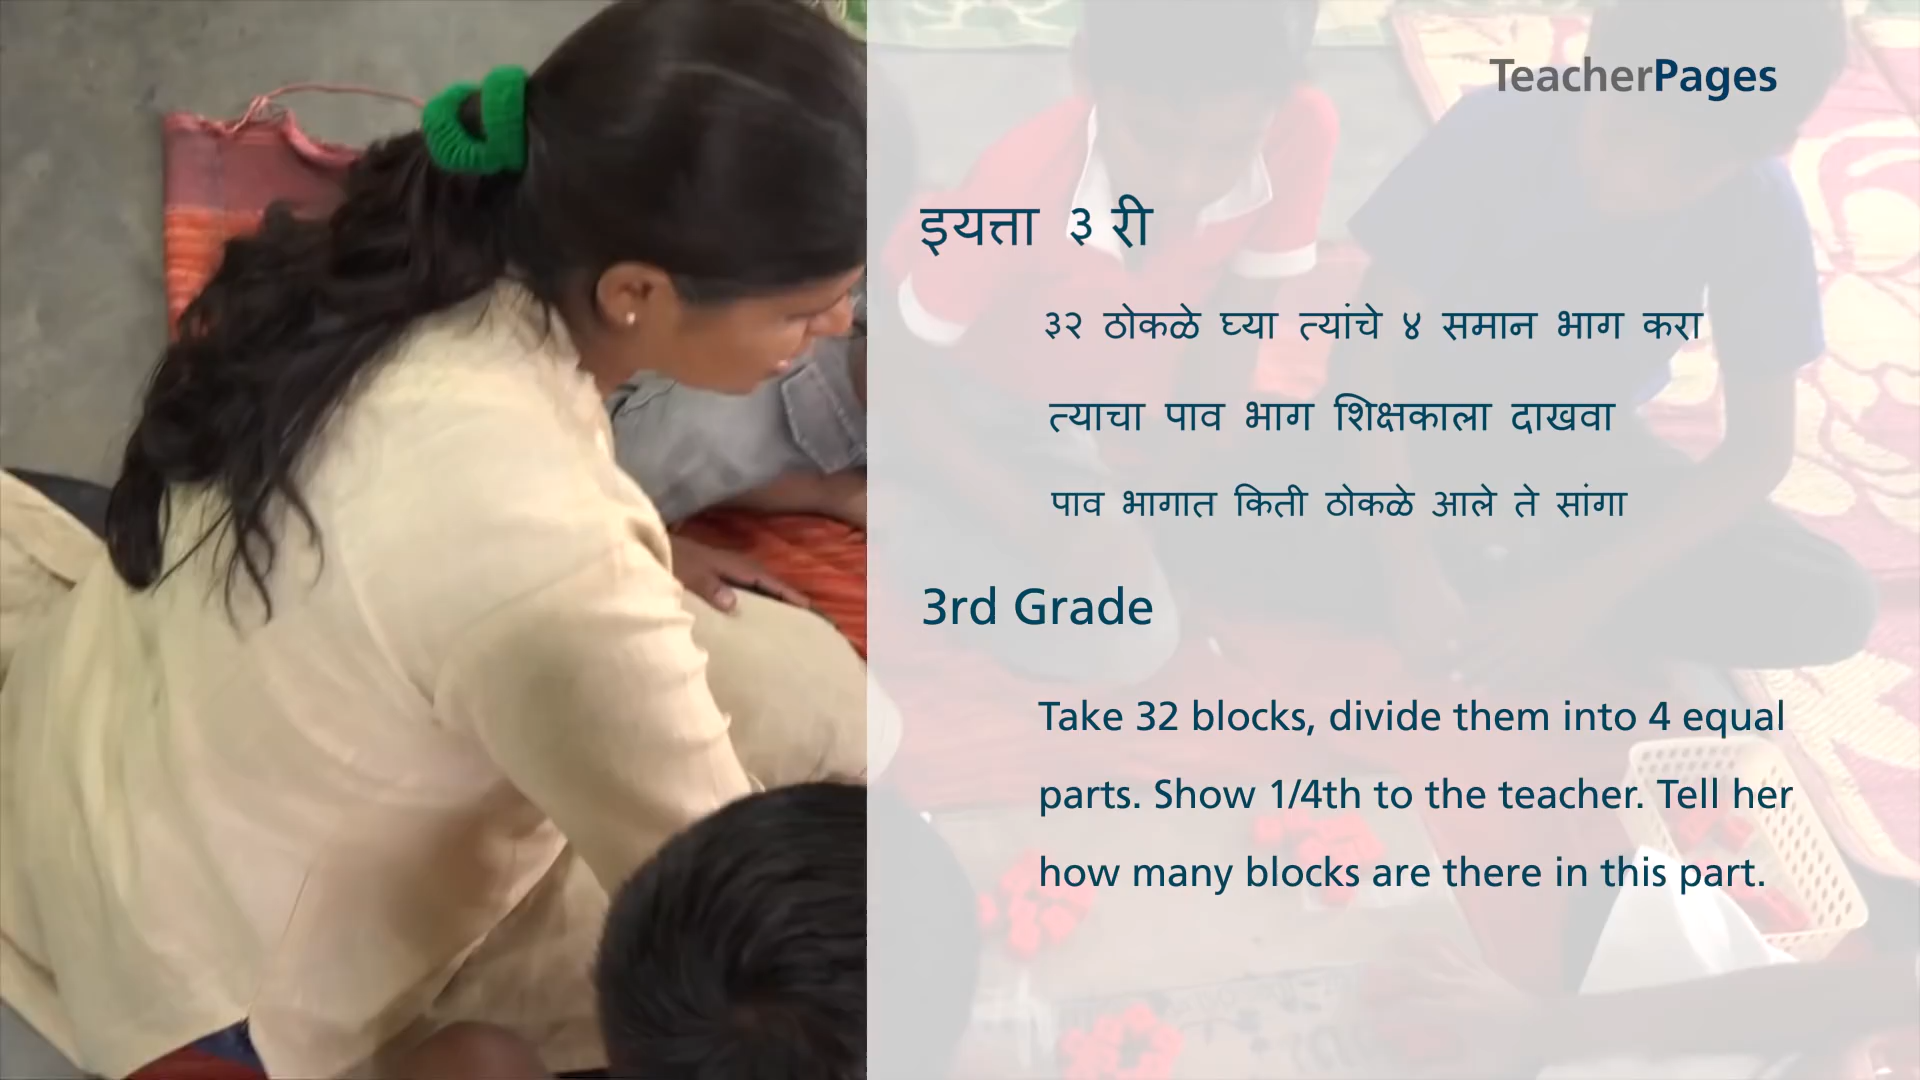 TeacherPages
इयत्ता ३ री
३२ ठोकळे घ्या त्यांचे ४ समान भाग करा
त्याचा पाव भाग शिक्षकाला दाखवा
पाव भागात किती ठोकळे आले ते सांगा
3rd Grade
Take 32 blocks, divide them into 4 equal
parts. Show 1/4th to the teacher. Tell her
how many blocks are there in this part.